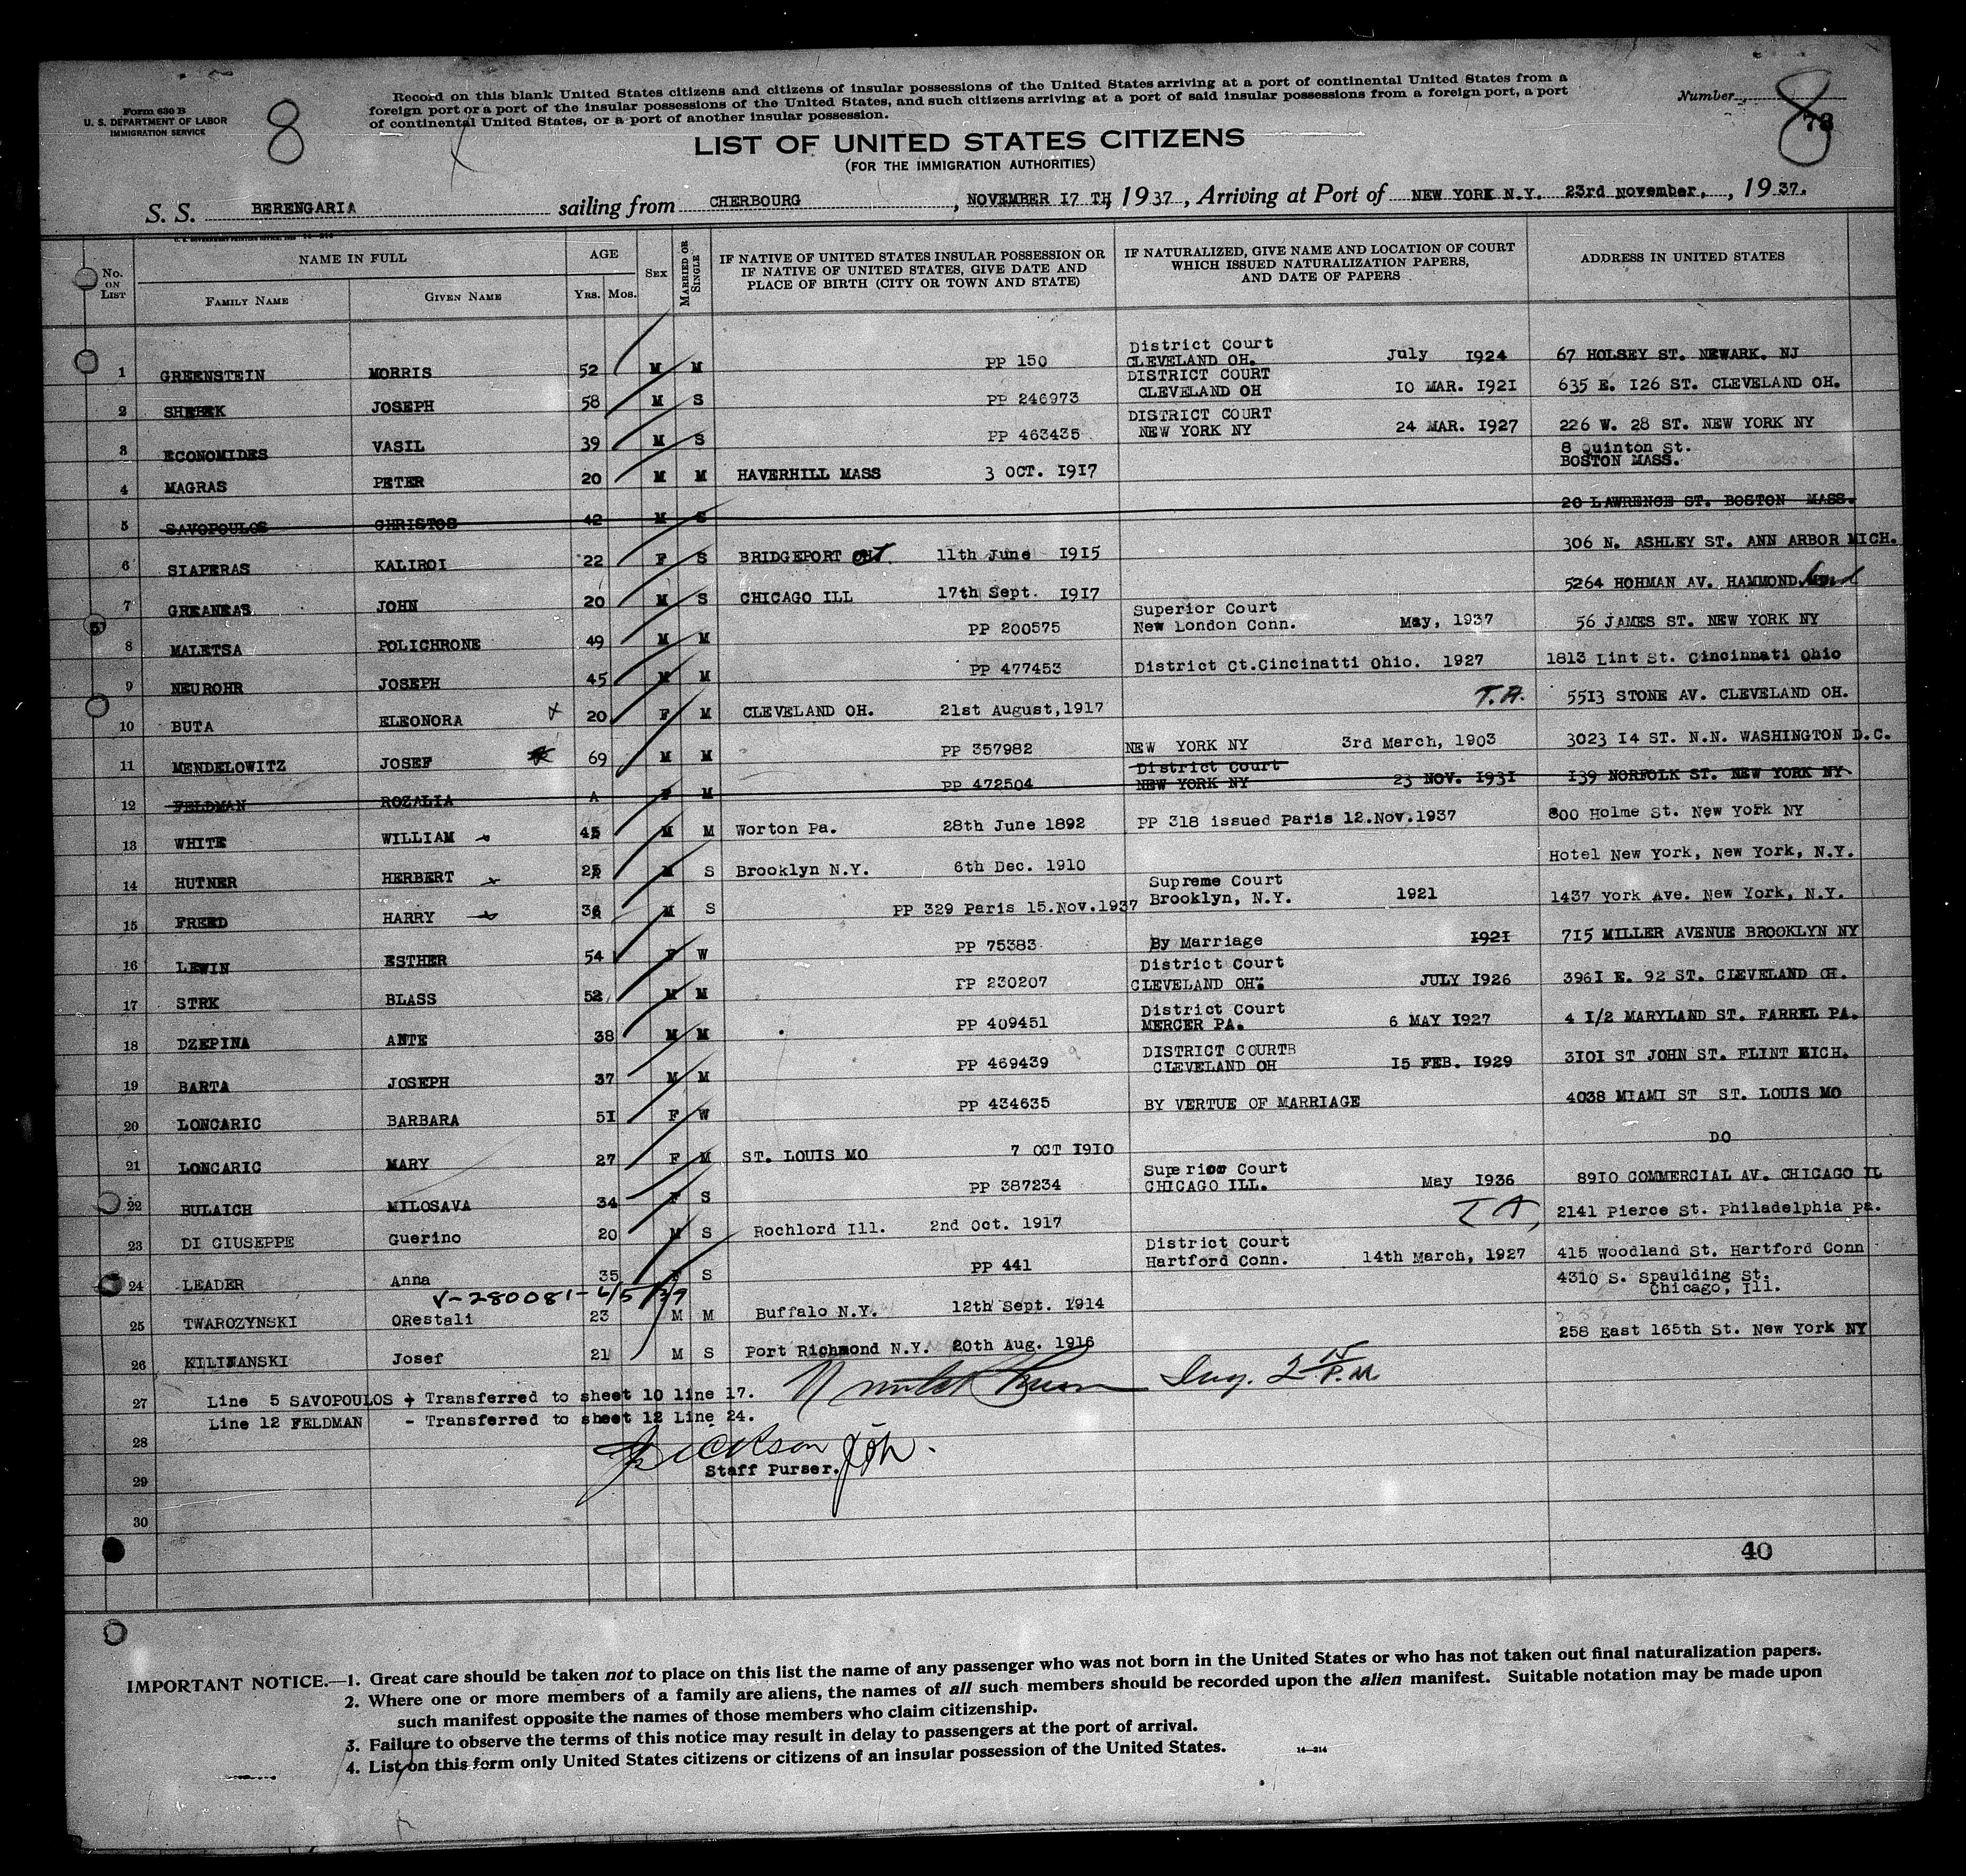 Form 630 B
U. S. DEPARTMENT OF LABOR
IMMIGRATION SERVICE
8
Record on this blank United States citizens and citizens of insular possessions of the United States arriving at a port of continental United States from a
foreign port or a port of the insular possessions of the United States, and such citizens arriving at a port of said insular possessions from a foreign port, a port
of continental United States, or a port of another insular possession.
Number
8
73
LIST OF UNITED STATES CITIZENS
(FOR THE IMMIGRATION AUTHORITIES)
S. S. BERENGARIA sailing from CHERBOURG, NOVEMBER 17 TH, 1937, Arriving at Port of NEW YORK N.Y. 23rd November, , 1937.
No. ON LIST NAME IN FULL AGE SEX MARRIED OR SINGLE IF NATIVE OF UNITED STATES INSULAR POSSESSION OR IF NATIVE OF UNITED STATES, GIVE DATE AND PLACE OF BIRTH (CITY OR TOWN AND STATE) IF NATURALIZED, GIVE NAME AND LOCATION OF COURT WHICH ISSUED NATURALIZATION PAPERS, AND DATE OF PAPERS ADDRESS IN UNITED STATES
FAMILY NAME GIVEN NAME Yrs. Mos.
1 GREENSTEIN MORRIS 52 M M PP 150 District Court CLEVELAND OH. July 1924 67 HOLSEY ST. NEWARK. NJ
2 SHEBEK JOSEPH 58 M S PP 246973 DISTRICT COURT CLEVELAND OH 10 MAR. 1921 635 E. 126 ST. CLEVELAND OH.
3 ECONOMIDES VASIL 39 M S PP 463435 DISTRICT COURT NEW YORK NY 24 MAR. 1927 226 W. 28 ST. NEW YORK NY
4 MAGRAS PETER 20 M M HAVERHILL MASS 3 OCT. 1917 8 Quinton St. BOSTON MASS.
5 SAVOPOULOS CHRISTOS 42 M S 20 LAWRENCE ST. BOSTON MASS.
6 SIAPERAS KALIROI 22 F S BRIDGEPORT 11th June 1915 306 N. ASHLEY ST. ANN ARBOR MICH.
7 GREANEAS JOHN 20 M S CHICAGO ILL 17th Sept. 1917 5264 HOHMAN AV. HAMMOND Ind
8 MALETSA POLICHRONE 49 M M PP 200575 Superior Court New London Conn. May, 1937 56 JAMES ST. NEW YORK NY
9 NEUROHR JOSEPH 45 M M PP 477453 District Ct.Cincinatti Ohio. 1927 1813 Lint St. Cincinnati Ohio
10 BUTA ELEONORA 20 F M CLEVELAND OH. 21st August,1917 T.A. 5513 STONE AV. CLEVELAND OH.
11 MENDELOWITZ JOSEF 69 M M PP 357982 NEW YORK NY 3rd March, 1903 3023 14 ST. N.N. WASHINGTON D.C.
12 FELDMAN ROZALIA A F M PP 472504 District Court NEW YORK NY 23 NOV. 1931 139 NORFOLK ST. NEW YORK NY
13 WHITE WILLIAM 45 M M Worton Pa. 28th June 1892 PP 318 issued Paris 12.Nov.1937 800 Holme St. New York NY
14 HUTNER HERBERT M S Brooklyn N.Y. 6th Dec. 1910 Hotel New York, New York, N.Y.
15 FREED HARRY 36 M S PP 329 Paris 15.Nov.1937 Supreme Court Brooklyn, N.Y. 1921 1437 York Ave. New York, N.Y.
16 LEWIN ESTHER 54 F W PP 75383 By Marriage 1921 715 MILLER AVENUE BROOKLYN NY
17 STRK BLASS 52 M M PP 230207 District Court CLEVELAND OH JULY 1926 3961 E. 92 ST. CLEVELAND OH.
18 DZEPINA ANTE 38 M M PP 409451 District Court MERCER PA. 6 MAY 1927 4 1/2 MARYLAND ST. FARREL PA.
19 BARTA JOSEPH 37 M M PP 469439 DISTRICT COURTB CLEVELAND OH 15 FEB. 1929 3101 ST JOHN ST. FLINT MICH.
20 LONCARIC BARBARA 51 F W PP 434635 BY VERTUE OF MARRIAGE 4038 MIAMI ST ST. LOUIS MO
21 LONCARIC MARY 27 F M ST. LOUIS MO 7 OCT 1910 DO
22 BULAICH MILOSAVA 34 F S PP 387234 Superior Court CHICAGO ILL. May 1936 8910 COMMERCIAL AV. CHICAGO IL
23 DI GIUSEPPE Guerino 20 M S Rochlord Ill. 2nd Oct. 1917 T A, 2141 Pierce St. Philadelphia Pa.
24 LEADER Anna 35 F S PP 441 District Court Hartford Conn. 14th March, 1927 415 Woodland St. Hartford Conn
V-280081-6/5/39
25 TWAROZYNSKI ORestali 23 M M Buffalo N.Y. 12th Sept. 1914 4310 S. Spaulding St. Chicago, Ill.
26 KILINANSKI Josef 21 M S Port Richmond N.Y. 20th Aug. 1916 258 East 165th St. New York NY
27 Line 5 SAVOPOULOS - Transferred to sheet 10 line 17.
Line 12 FELDMAN - Transferred to sheet 12 Line 24.
28
Staff Purser.
29
30
40
IMPORTANT NOTICE.—1. Great care should be taken not to place on this list the name of any passenger who was not born in the United States or who has not taken out final naturalization papers.
2. Where one or more members of a family are aliens, the names of all such members should be recorded upon the alien manifest. Suitable notation may be made upon
such manifest opposite the names of those members who claim citizenship.
3. Failure to observe the terms of this notice may result in delay to passengers at the port of arrival.
4. List on this form only United States citizens or citizens of an insular possession of the United States.
14—214